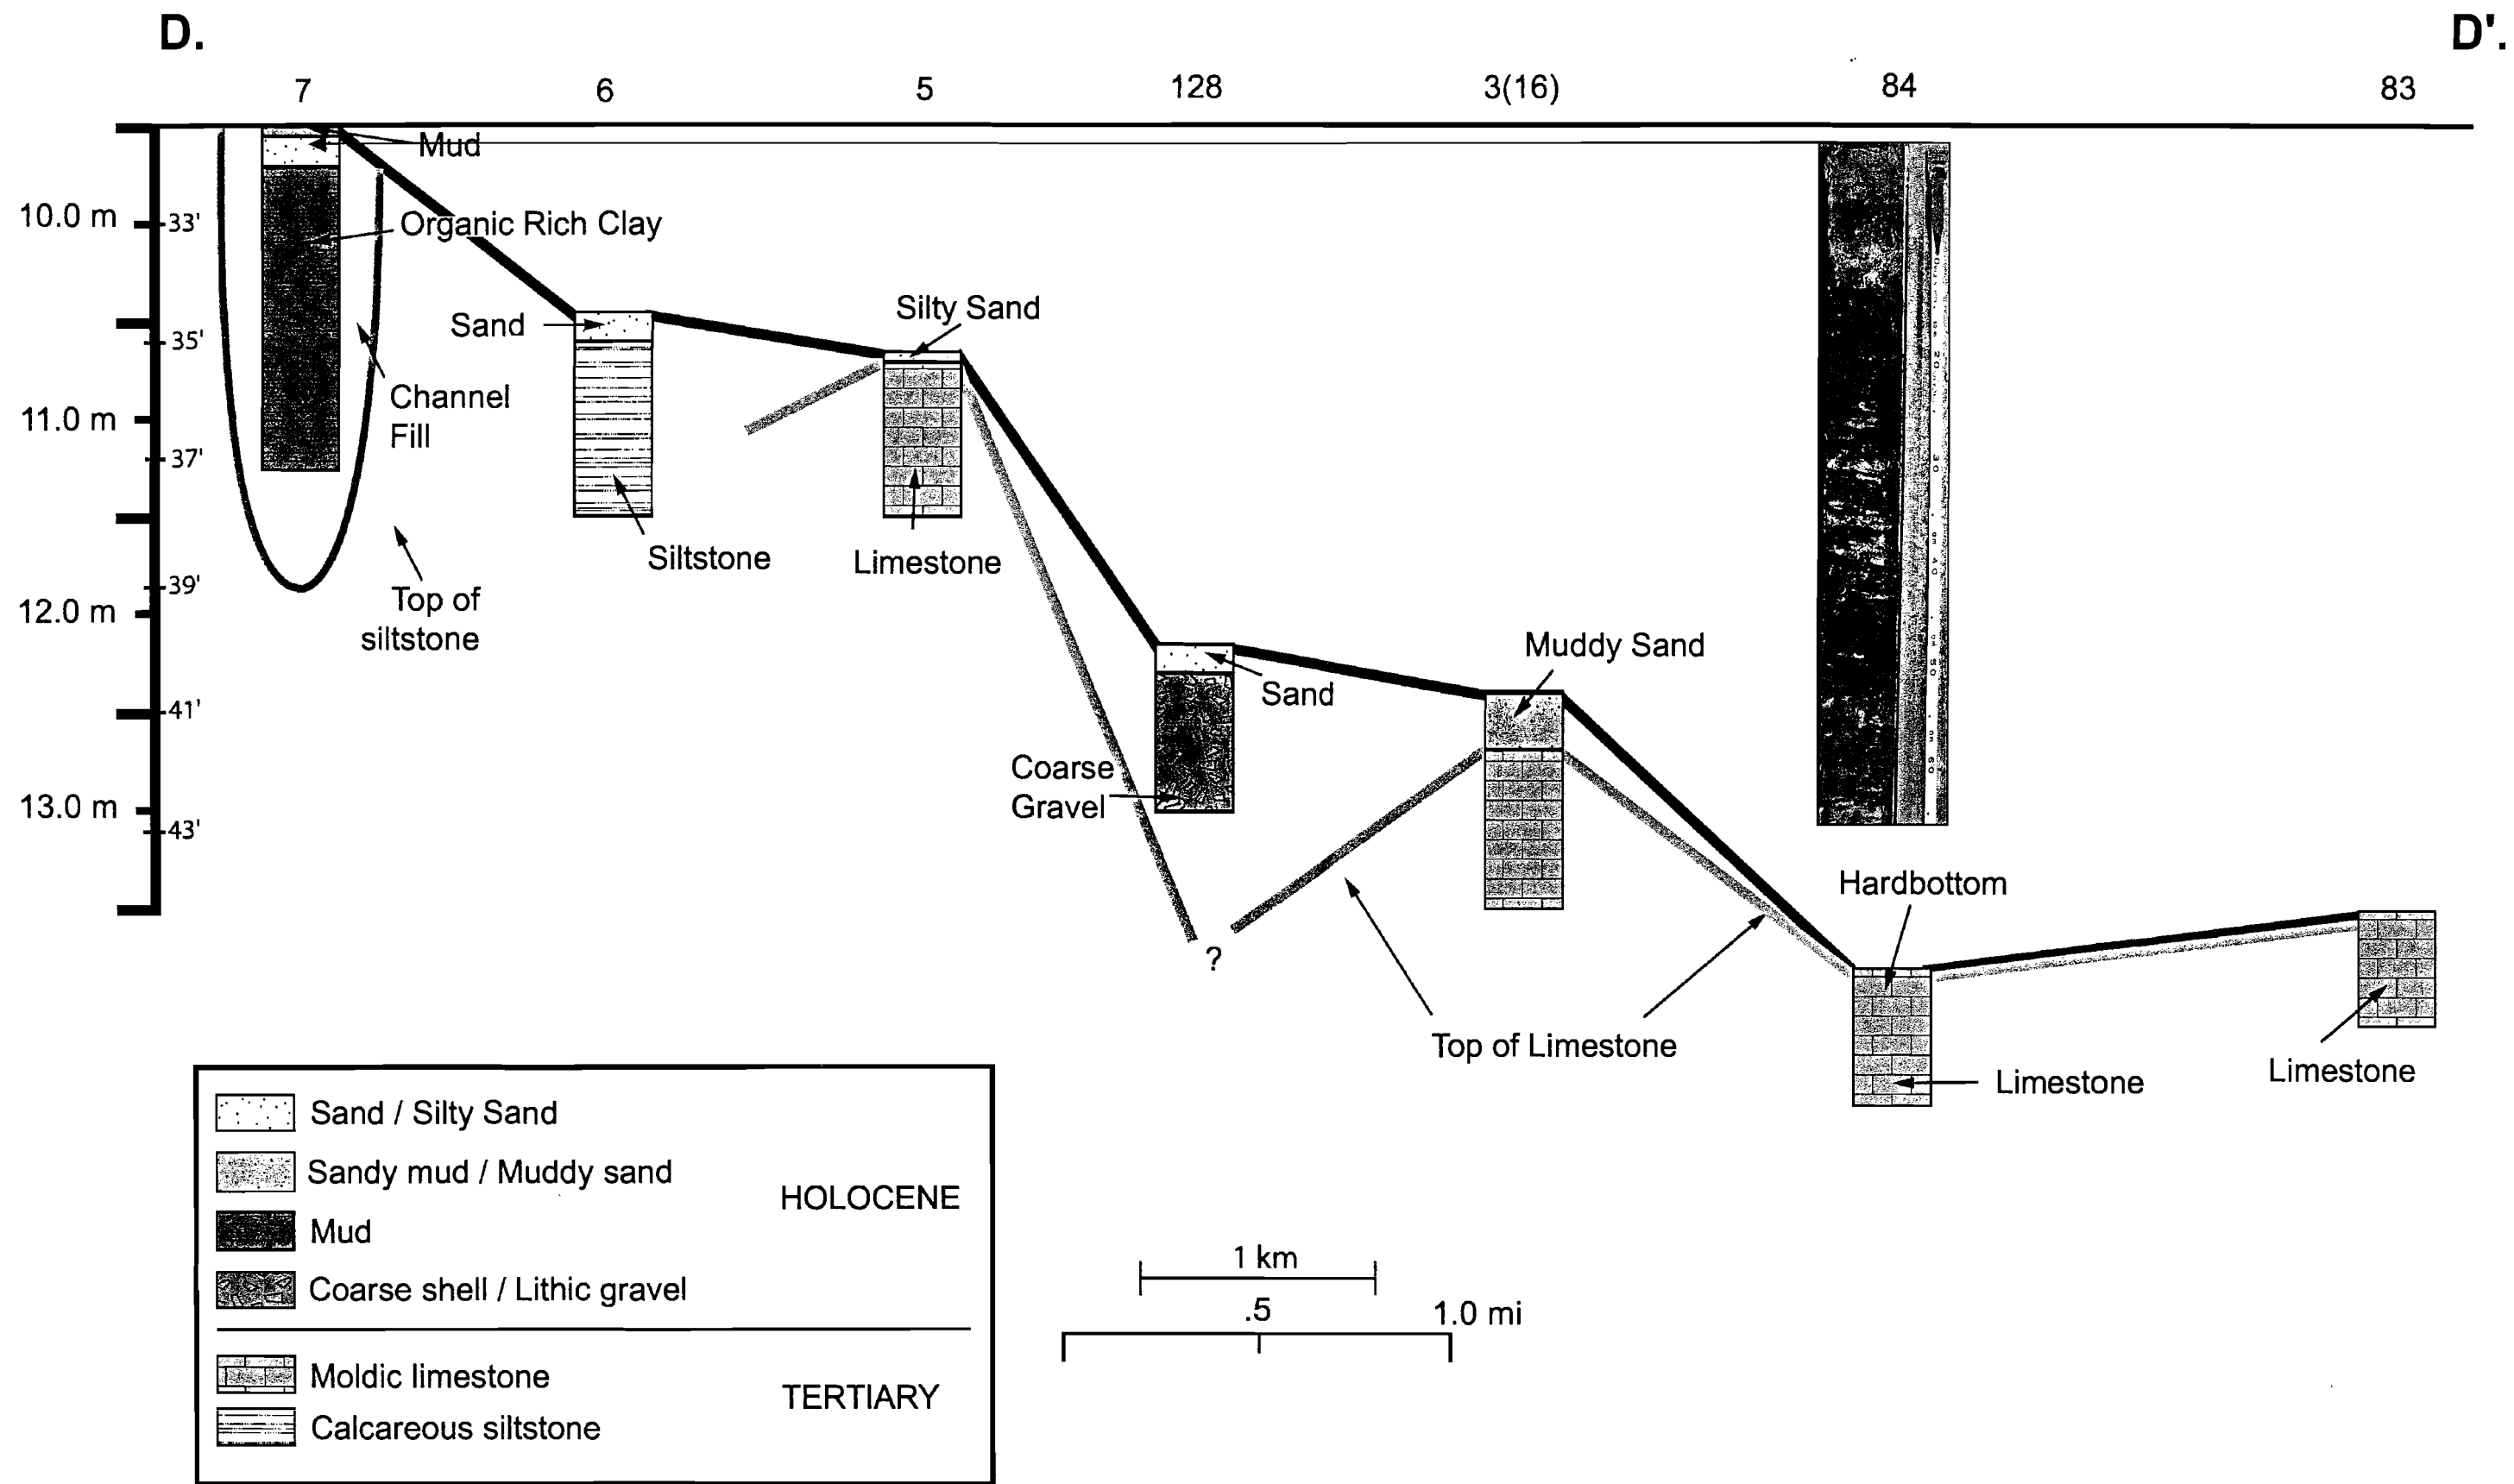 D.
D'.
7
6
5
128
3(16)
84
83
Mud
10.0 m
33'
Organic Rich Clay
Sand
Silty Sand
35'
Channel
Fill
11.0 m
37'
Siltstone
Limestone
39'
Top of
siltstone
12.0 m
Muddy Sand
Sand
41'
Coarse
Gravel
13.0 m
43'
Hardbottom
?
Top of Limestone
Limestone
Limestone
Sand / Silty Sand
Sandy mud / Muddy sand
HOLOCENE
Mud
Coarse shell / Lithic gravel
Moldic limestone
TERTIARY
Calcareous siltstone
1 km
.5
1.0 mi